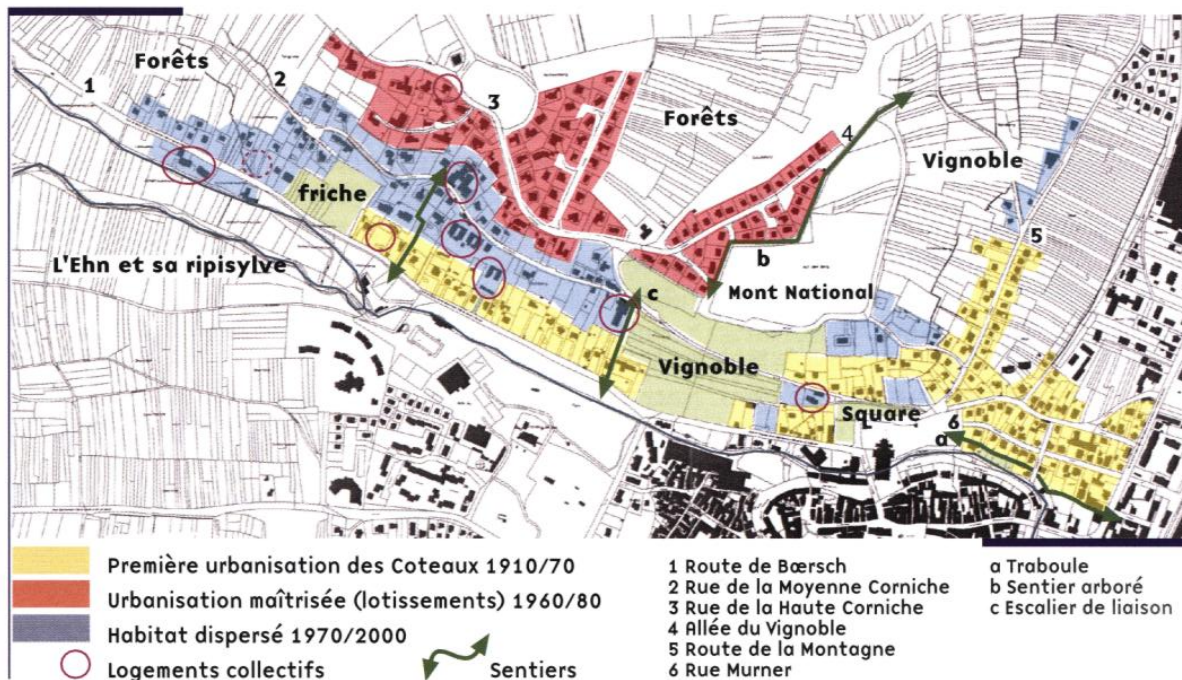 Forêts
1
2
3
Forêts
4
Vignoble
friche
5
L'Ehn et sa ripisylve
b
c
Mont National
Vignoble
Square
6
a
Première urbanisation des Coteaux 1910/70
Urbanisation maîtrisée (lotissements) 1960/80
Habitat dispersé 1970/2000
Logements collectifs
Sentiers
1 Route de Bœrsch
2 Rue de la Moyenne Corniche
3 Rue de la Haute Corniche
4 Allée du Vignoble
5 Route de la Montagne
6 Rue Murner
a Traboule
b Sentier arboré
c Escalier de liaison